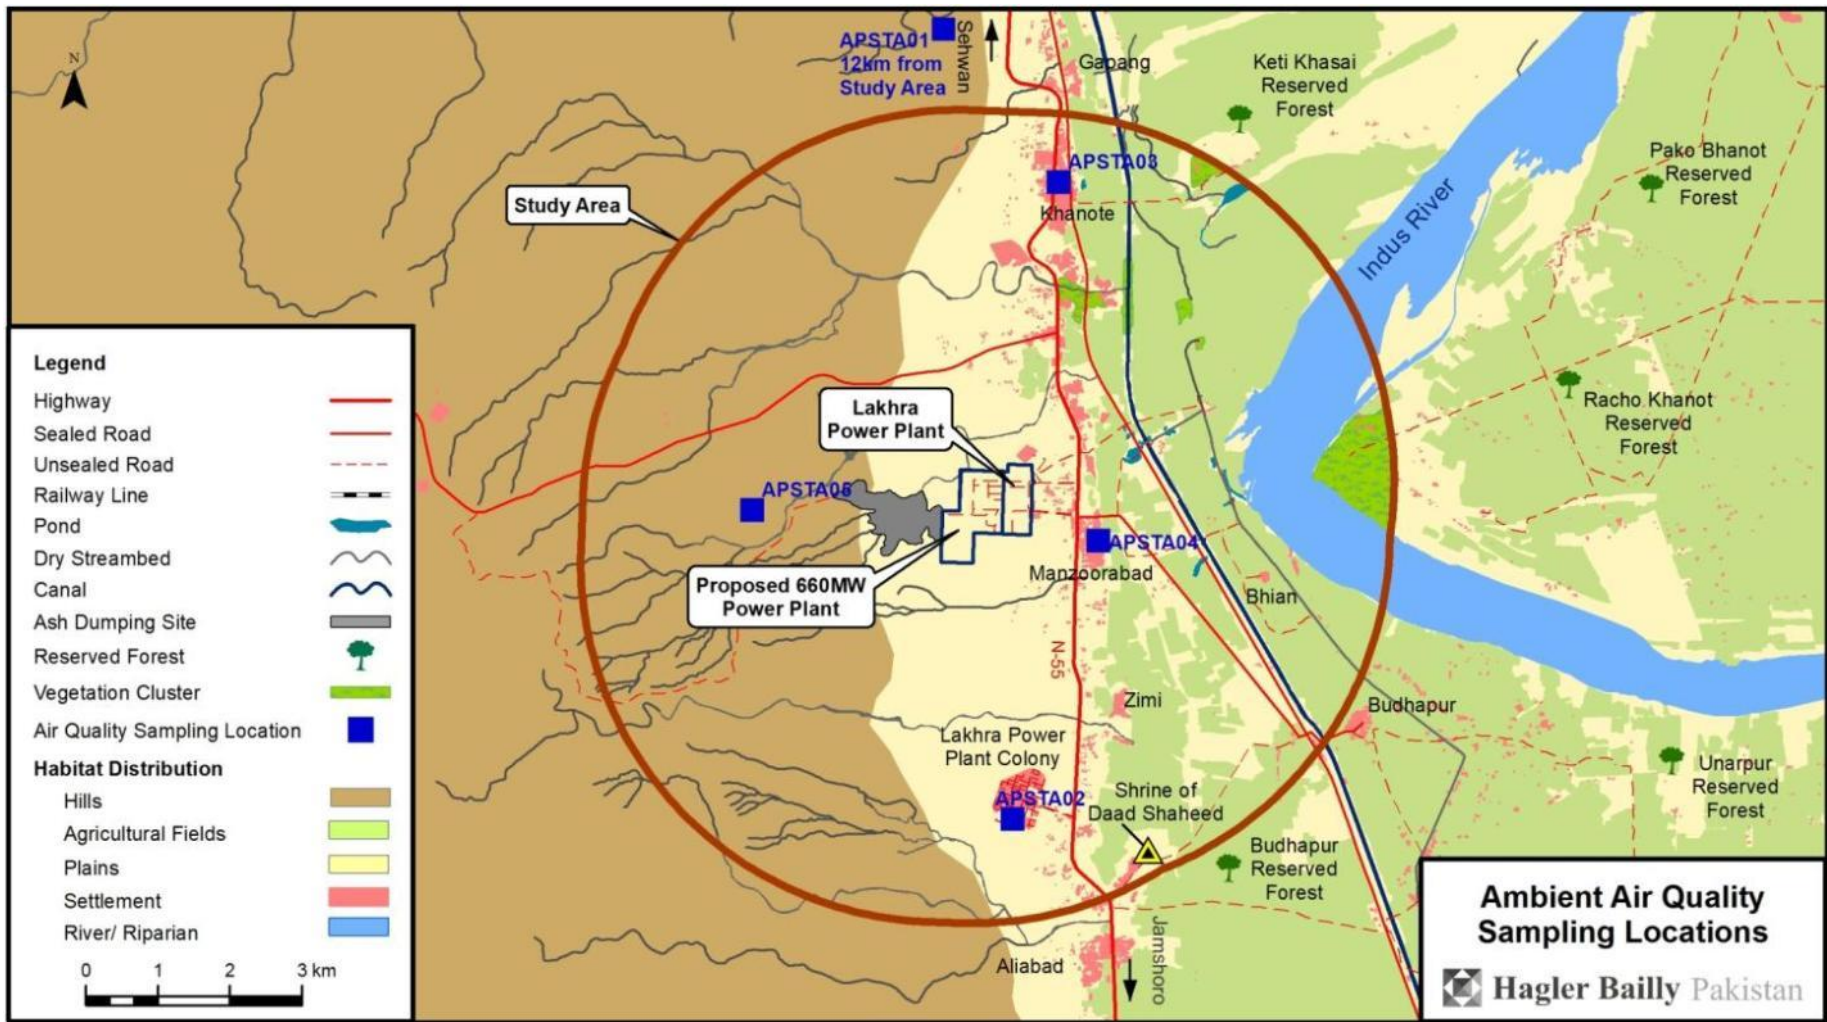 N
APSTA01
12km from
Study Area
Sehwan
Gapang
Keti Khasai
Reserved
Forest
Pako Bhanot
Reserved
Forest
APSTA03
Study Area
Khanote
Indus River
Legend
Highway
Sealed Road
Unsealed Road
Railway Line
Pond
Dry Streambed
Canal
Ash Dumping Site
Reserved Forest
Vegetation Cluster
Air Quality Sampling Location
Habitat Distribution
Hills
Agricultural Fields
Plains
Settlement
River/ Riparian
0 1 2 3 km
Lakhra
Power Plant
Racho Khanot
Reserved
Forest
APSTA05
APSTA04
Manzoorabad
Proposed 660MW
Power Plant
Bhian
N-55
Zimi
Budhapur
Lakhra Power
Plant Colony
APSTA02
Shrine of
Daad Shaheed
Unarpur
Reserved
Forest
Budhapur
Reserved
Forest
Aliabad
Jamshoro
Ambient Air Quality
Sampling Locations
Hagler Bailly Pakistan